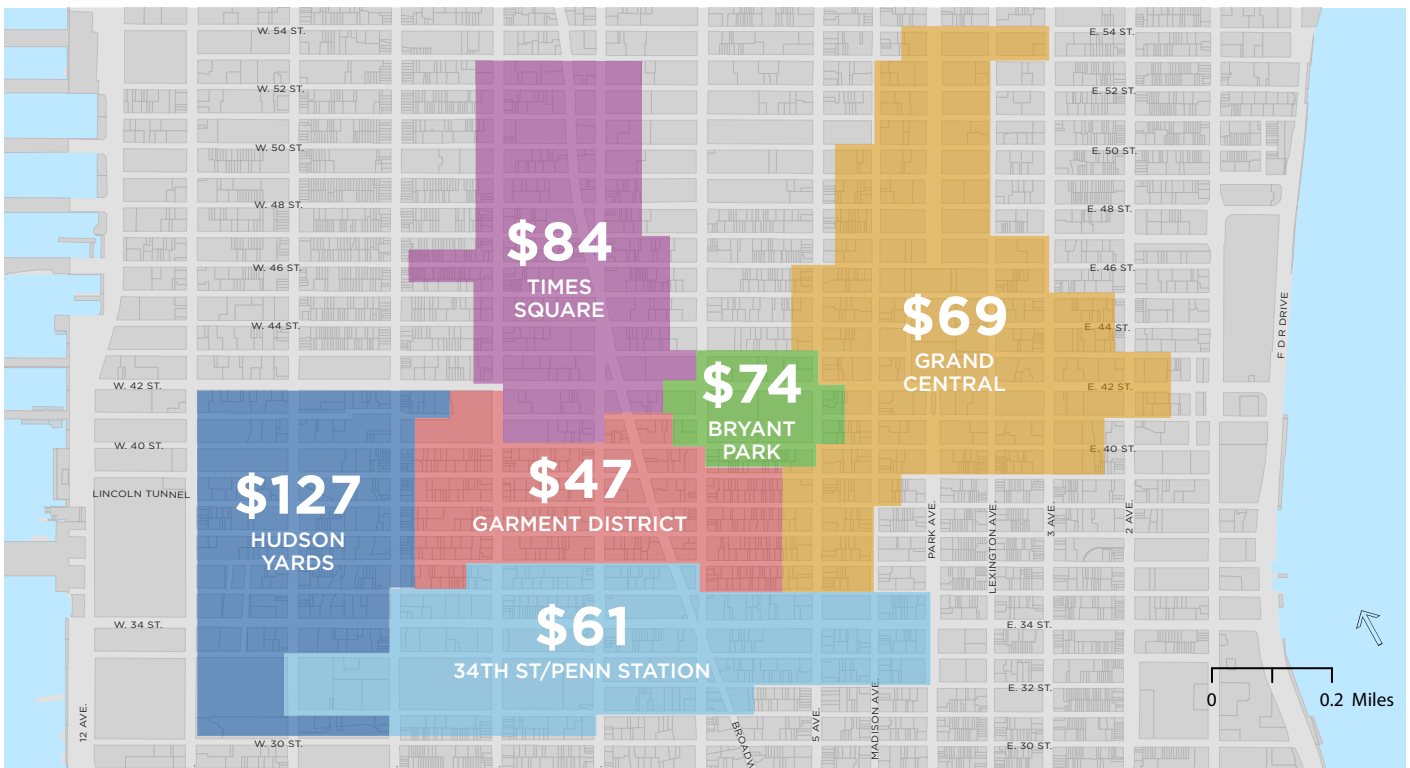 W. 54 ST.
E. 54 ST.
W. 52 ST.
E. 52 ST.
W. 50 ST.
E. 50 ST.
W. 48 ST.
E. 48 ST.
$84
TIMES
SQUARE
W. 46 ST.
E. 46 ST.
$69
GRAND
CENTRAL
W. 44 ST.
E. 44 ST.
F D R DRIVE
W. 42 ST.
E. 42 ST.
$74
BRYANT
PARK
W. 40 ST.
E. 40 ST.
LINCOLN TUNNEL
$127
HUDSON
YARDS
$47
GARMENT DISTRICT
PARK AVE.
LEXINGTON AVE.
3 AVE.
2 AVE.
W. 34 ST.
E. 34 ST.
$61
34TH ST/PENN STATION
E. 32 ST.
12 AVE.
5 AVE.
MADISON AVE.
BROADW
W. 30 ST.
E. 30 ST.
0
0.2 Miles